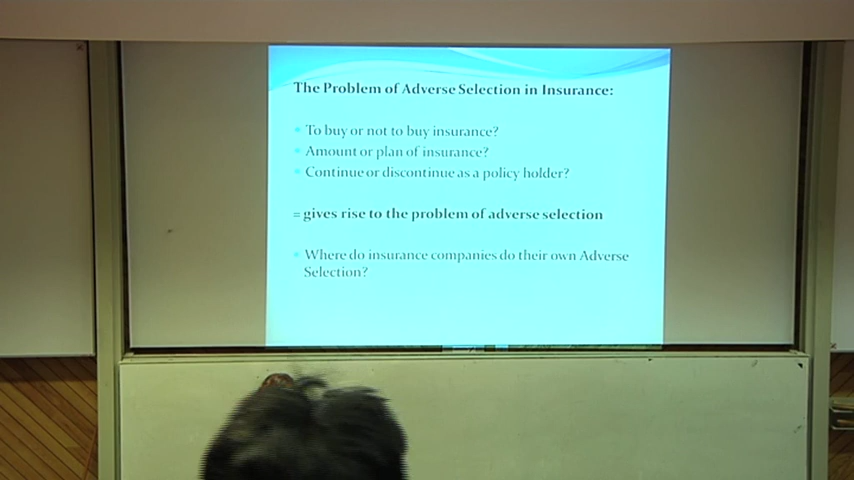 The Problem of Adverse Selection in Insurance:
To buy or not to buy insurance?
Amount or plan of insurance?
Continue or discontinue as a policy holder?
= gives rise to the problem of adverse selection
Where do insurance companies do their own Adverse
Selection?